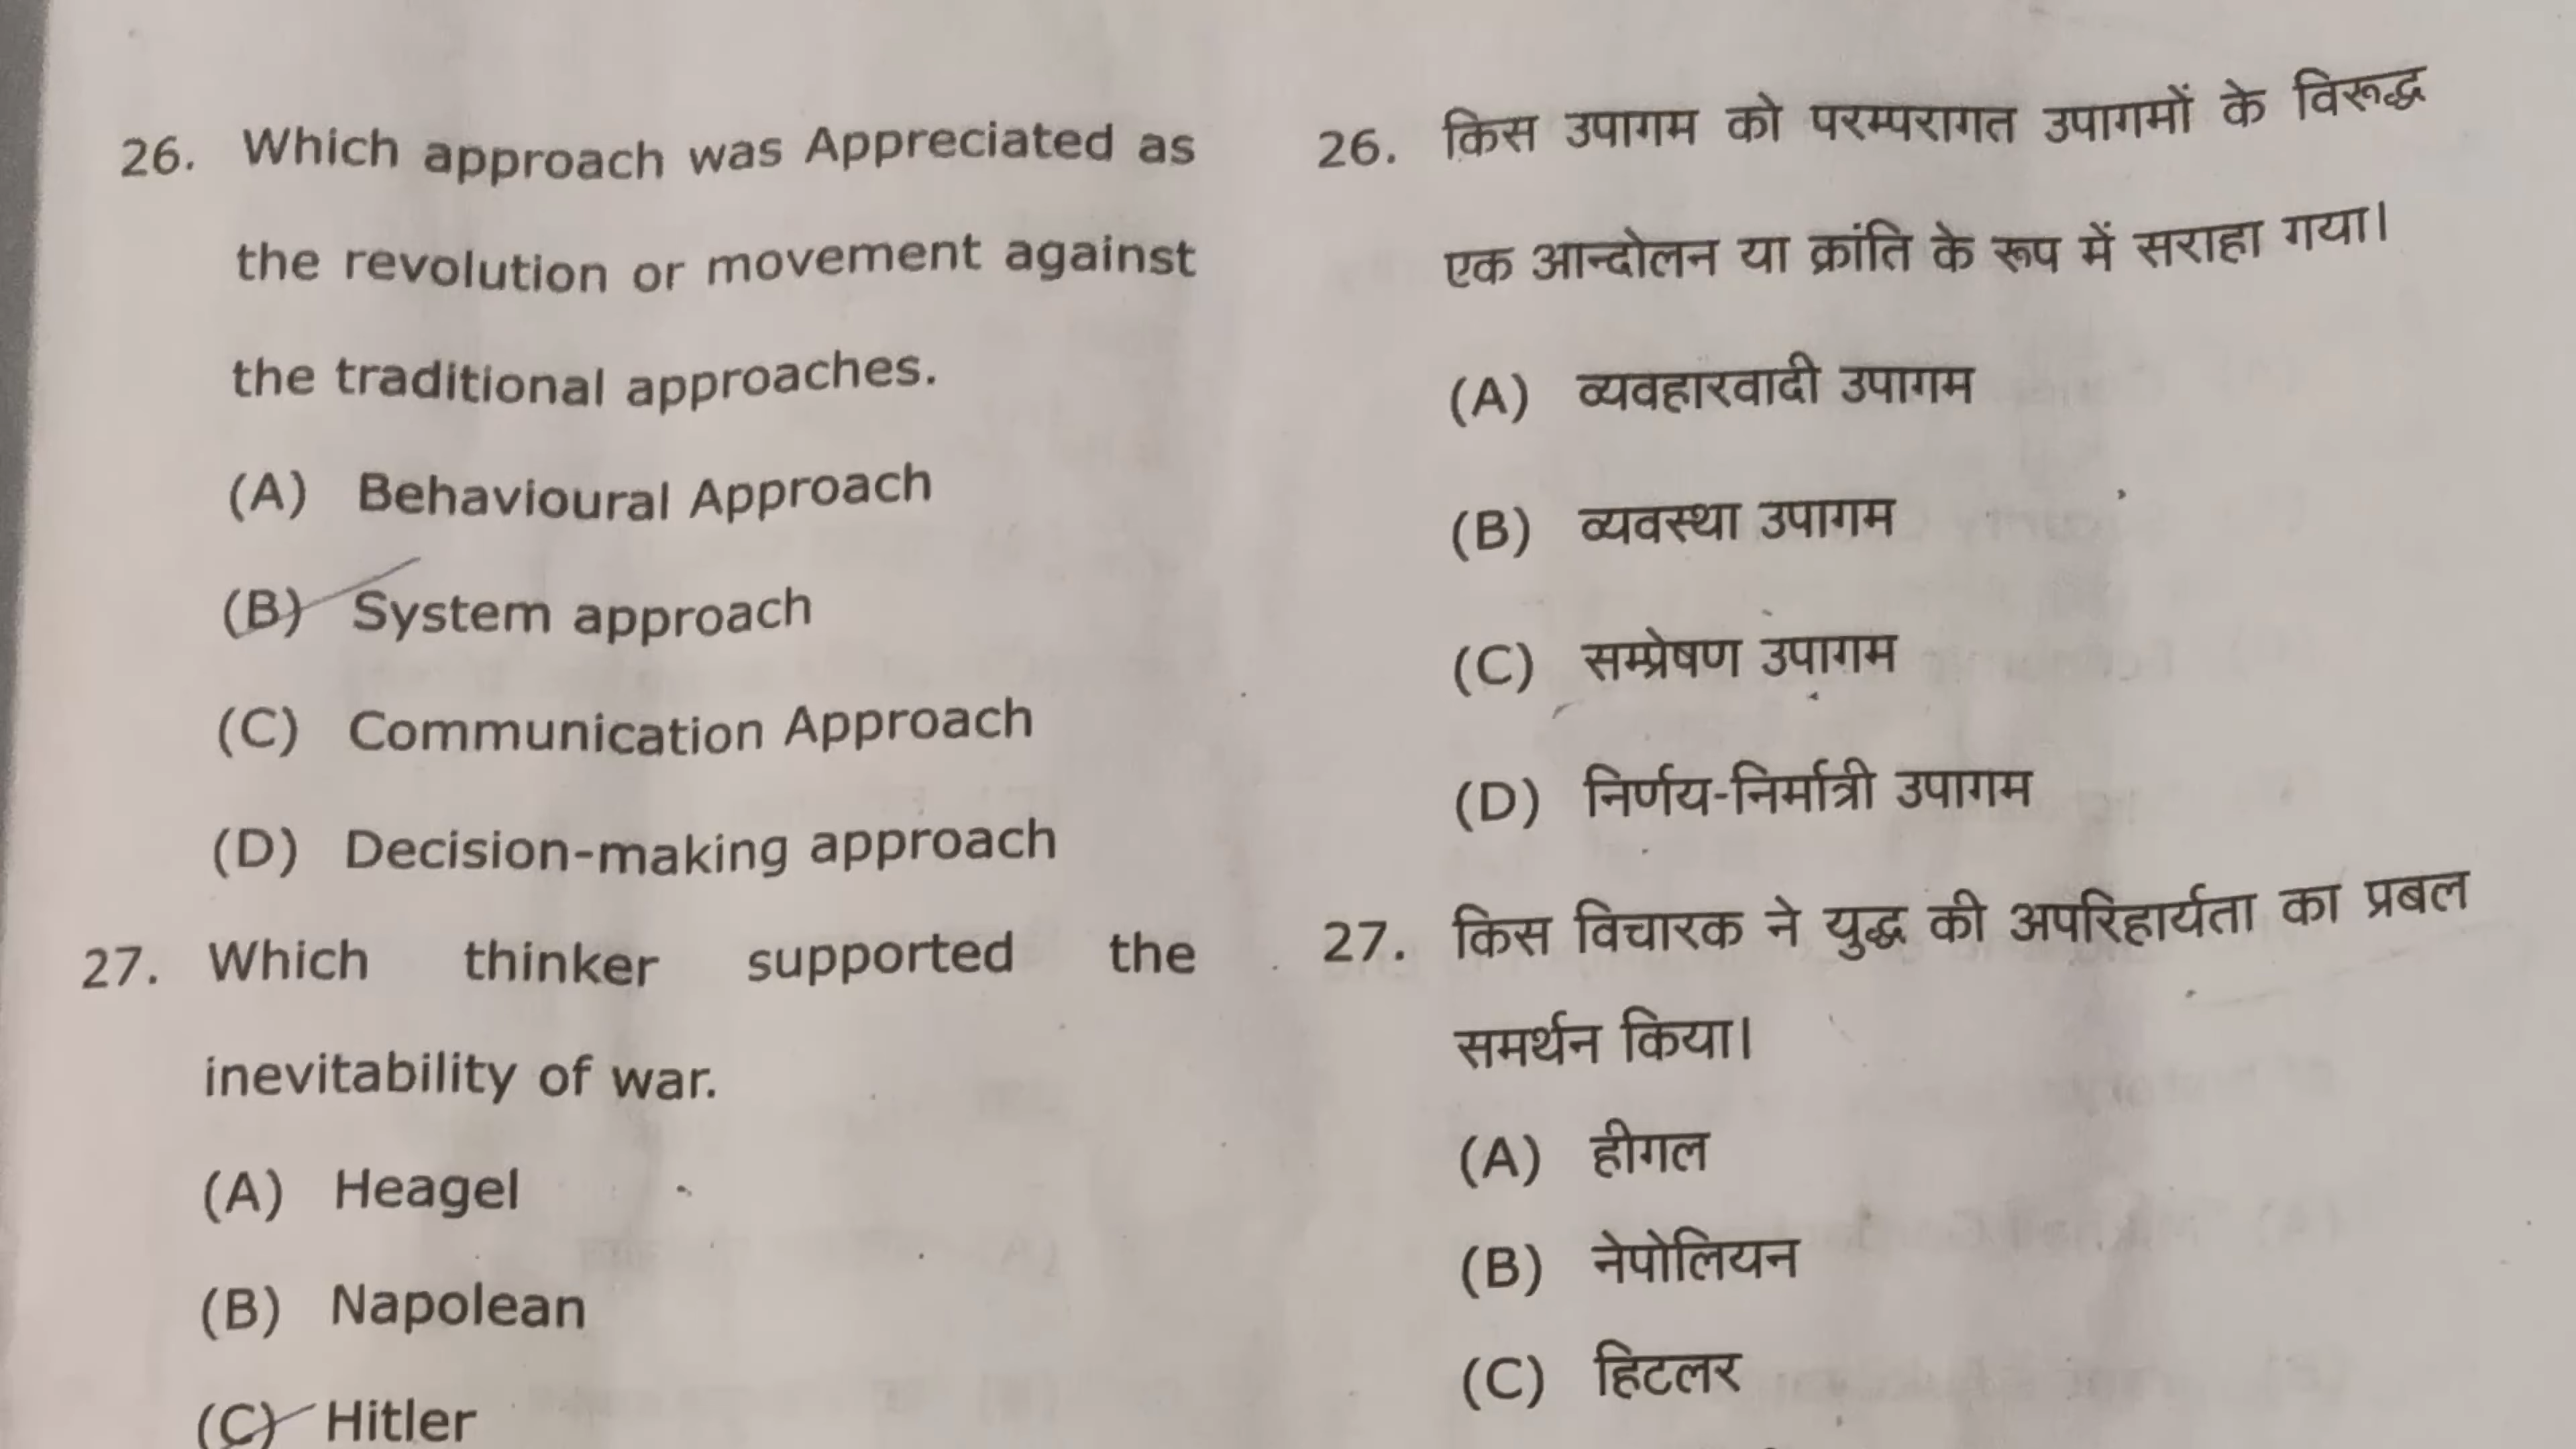 26. Which approach was Appreciated as
the revolution or movement against
the traditional approaches.
(A) Behavioural Approach
(B) System approach
(C) Communication Approach
(D) Decision-making approach
27. Which thinker supported the
inevitability of war.
(A) Heagel
(B) Napolean
(C) Hitler
26. किस उपागम को परम्परागत उपागमों के विरूद्ध
एक आन्दोलन या क्रांति के रूप में सराहा गया।
(A) व्यवहारवादी उपागम
(B) व्यवस्था उपागम
(C) सम्प्रेषण उपागम
(D) निर्णय-निर्मात्री उपागम
27. किस विचारक ने युद्ध की अपरिहार्यता का प्रबल
समर्थन किया।
(A) हीगल
(B) नेपोलियन
(C) हिटलर